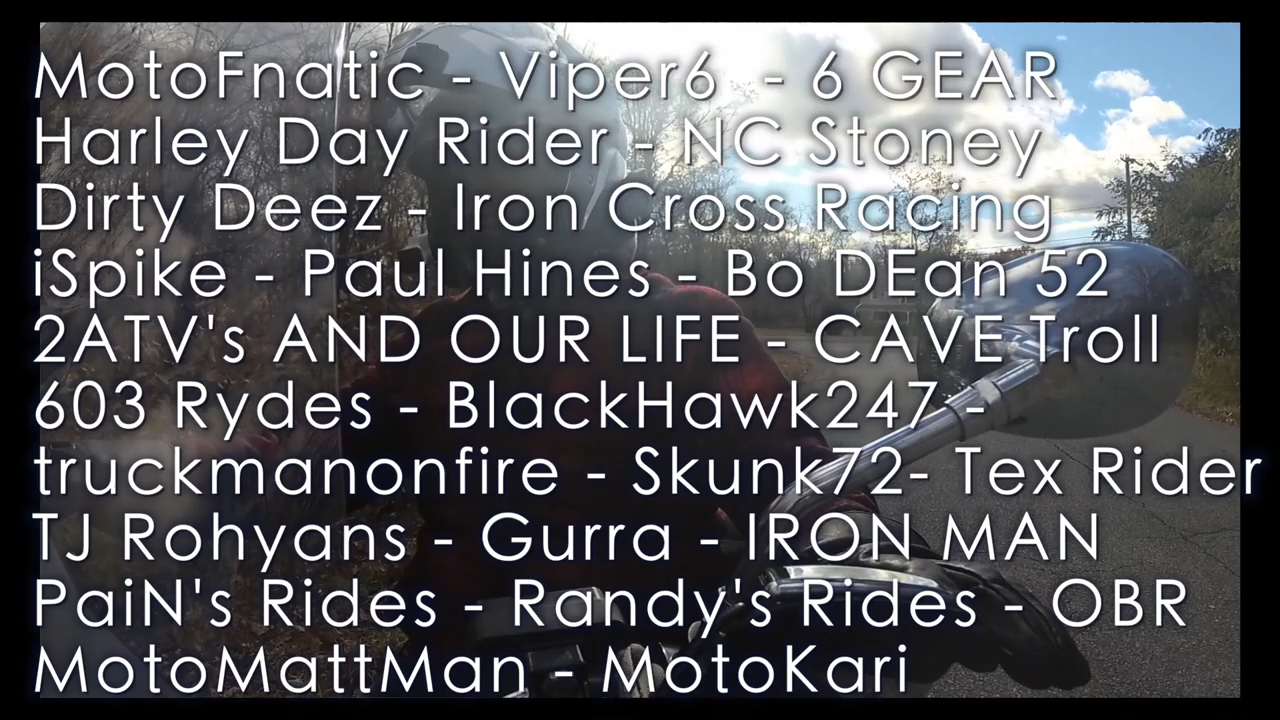 MotoFnatic - Viper6 - 6 GEAR
Harley Day Rider - NC Stoney
Dirty Deez - Iron Cross Racing
iSpike - Paul Hines - Bo DEan 52
2ATV's AND OUR LIFE - CAVE Troll
603 Rydes - BlackHawk247 -
truckmanonfire - Skunk72- Tex Rider
TJ Rohyans - Gurra - IRON MAN
PaiN's Rides - Randy's Rides - OBR
MotoMattMan - MotoKari